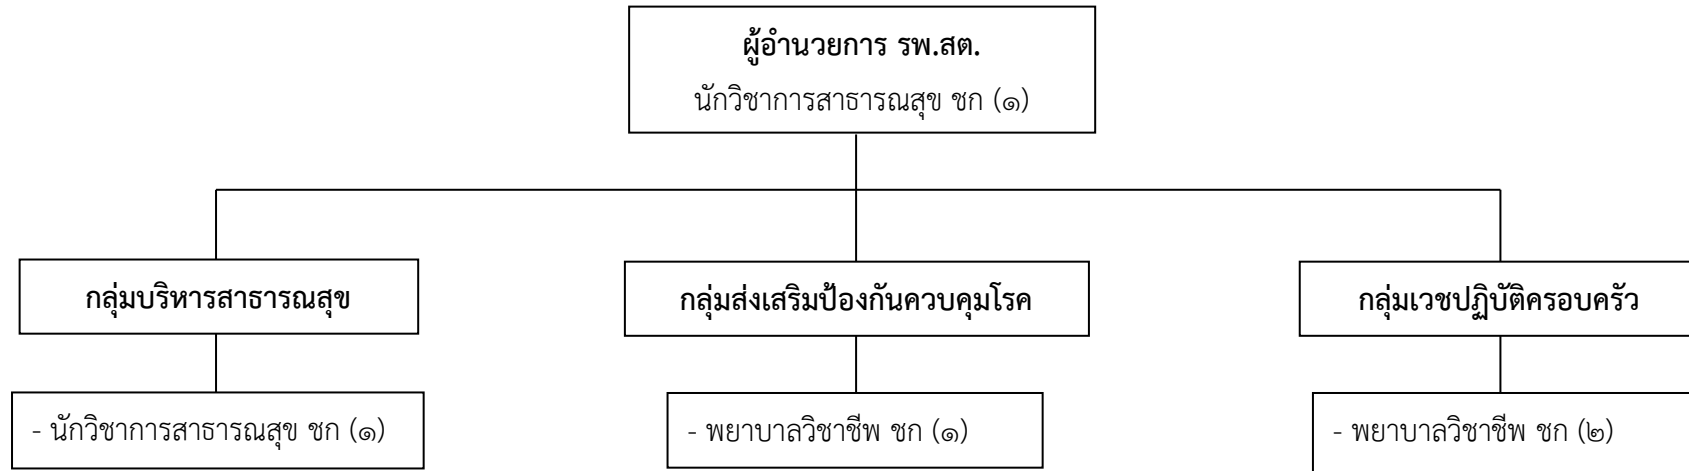 ผู้อำนวยการ รพ.สต.
นักวิชาการสาธารณสุข ชก (๑)
กลุ่มบริหารสาธารณสุข
กลุ่มส่งเสริมป้องกันควบคุมโรค
กลุ่มเวชปฏิบัติครอบครัว
- นักวิชาการสาธารณสุข ชก (๑)
- พยาบาลวิชาชีพ ชก (๑)
- พยาบาลวิชาชีพ ชก (๒)